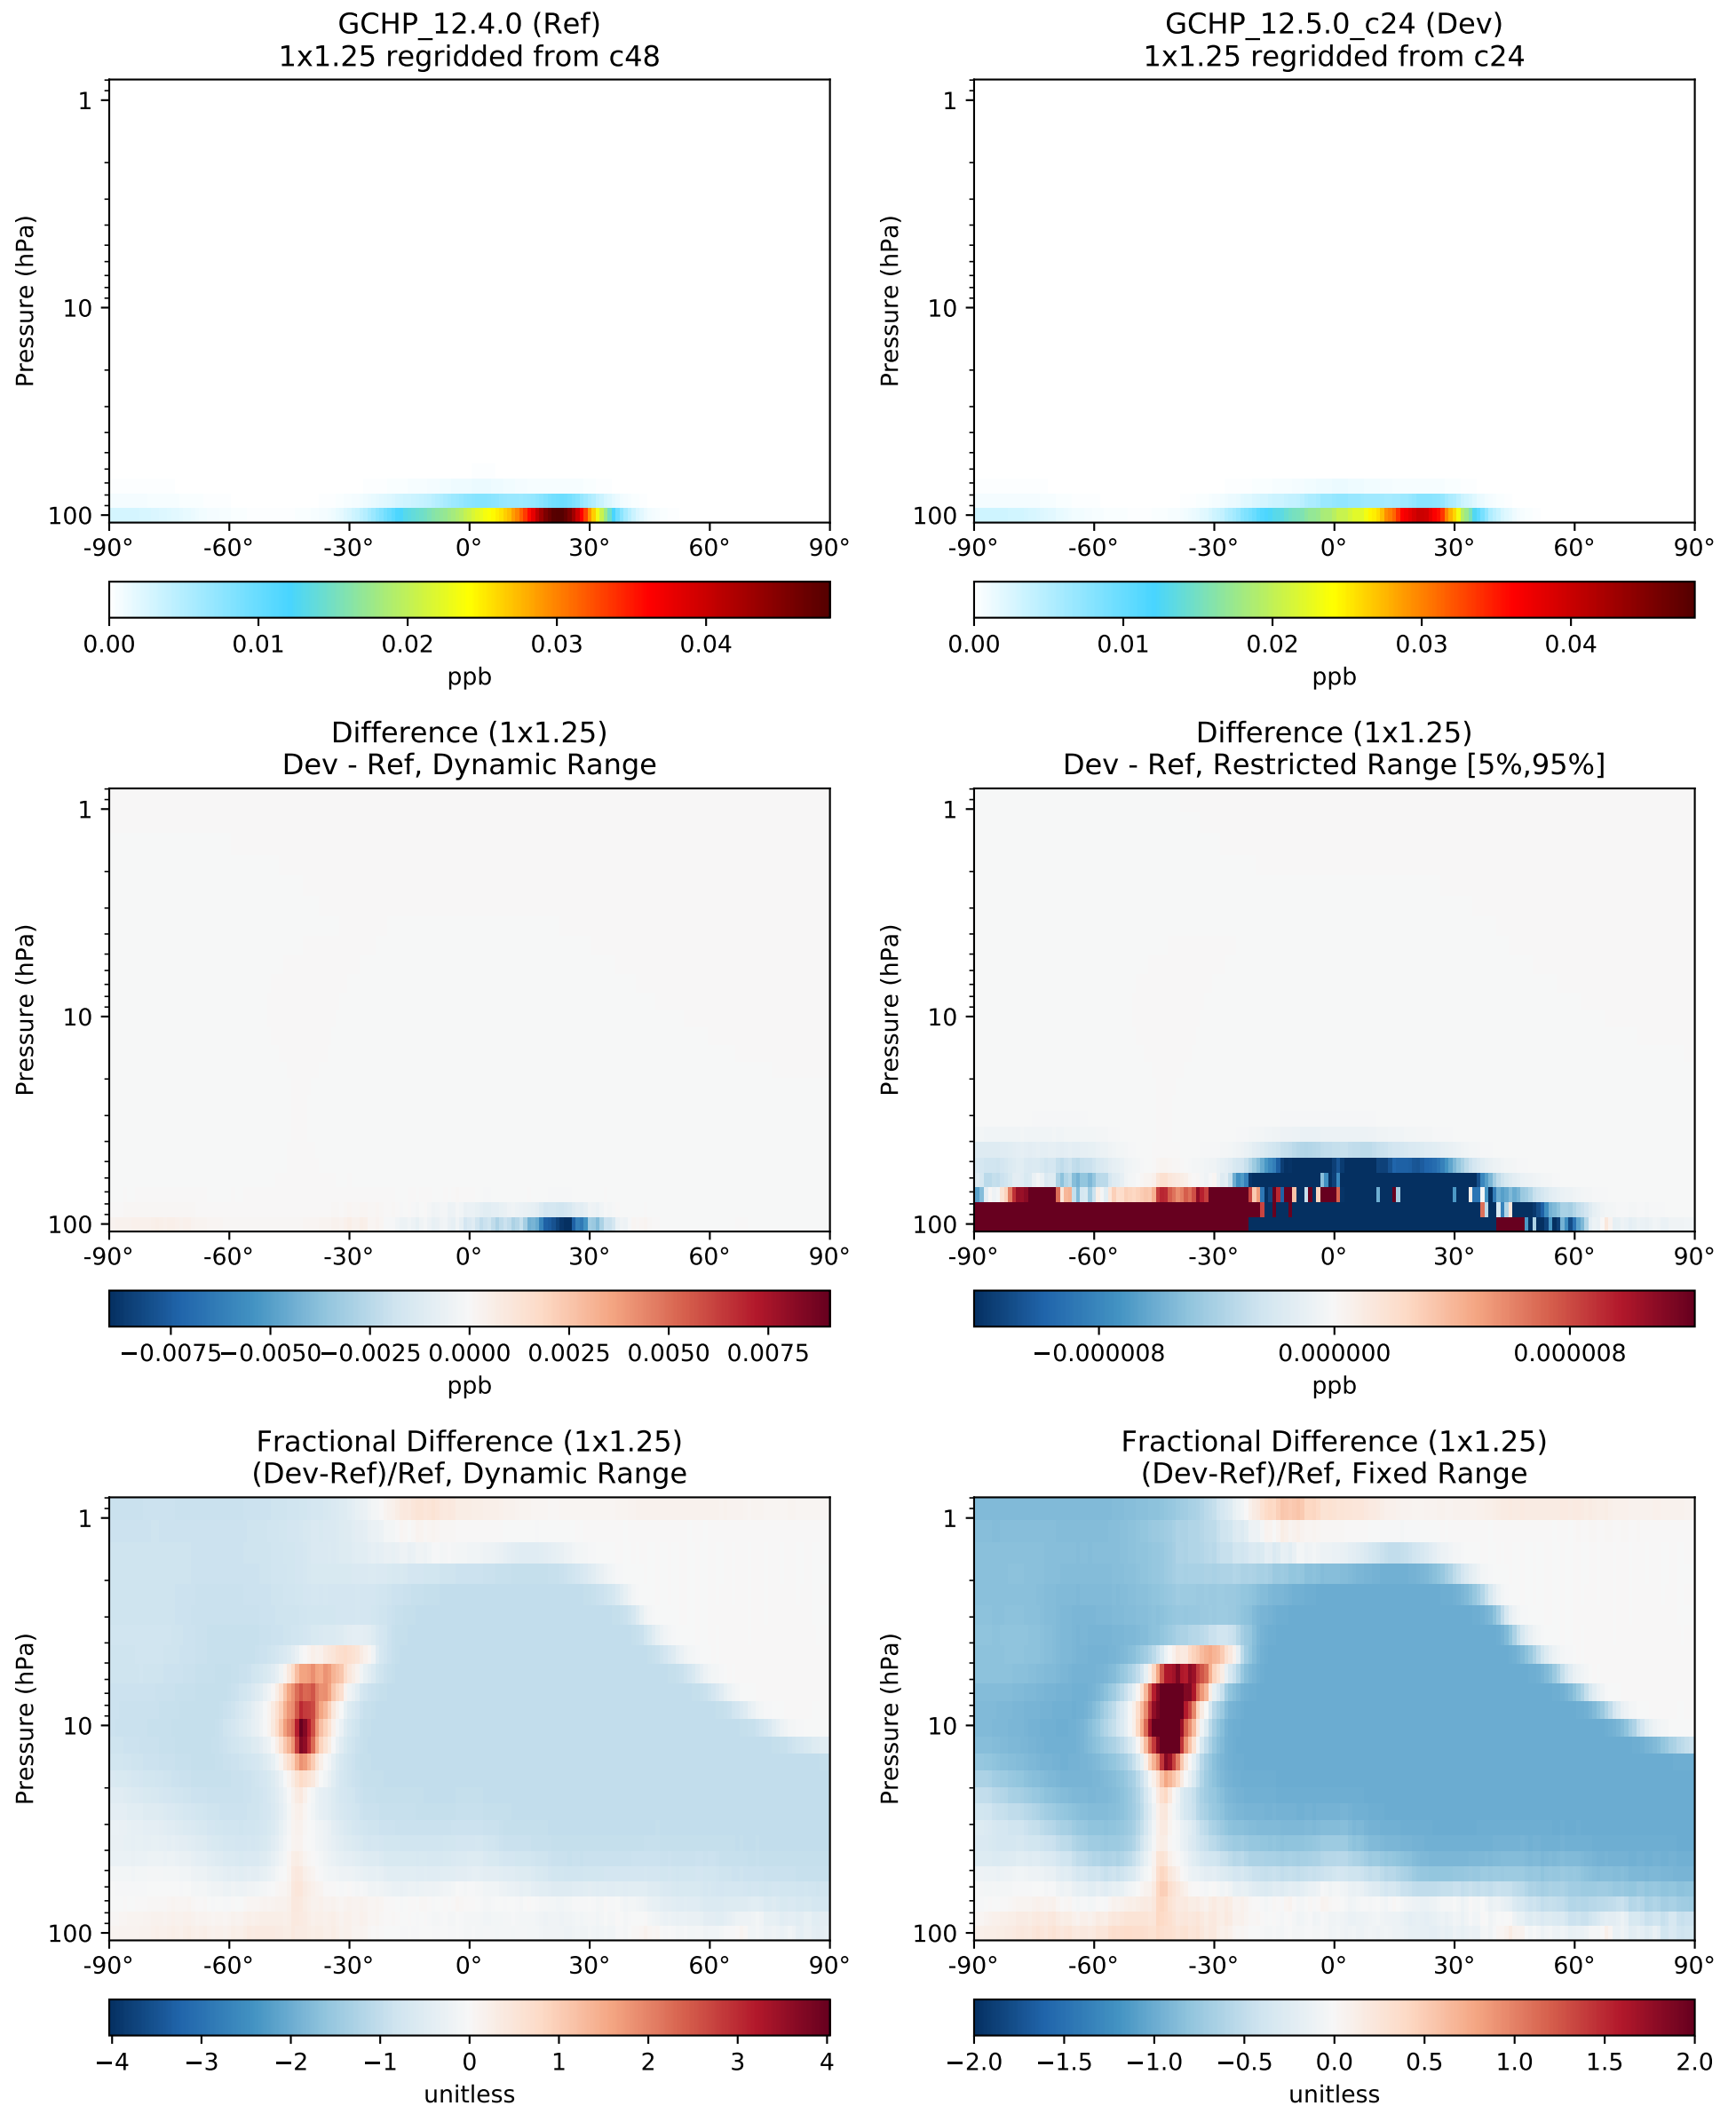 GCHP_12.4.0 (Ref)
1x1.25 regridded from c48
Pressure (hPa)
1
10
100
-90° -60° -30° 0° 30° 60° 90°
0.00 0.01 0.02 0.03 0.04
ppb
GCHP_12.5.0_c24 (Dev)
1x1.25 regridded from c24
Pressure (hPa)
1
10
100
-90° -60° -30° 0° 30° 60° 90°
0.00 0.01 0.02 0.03 0.04
ppb
Difference (1x1.25)
Dev - Ref, Dynamic Range
Pressure (hPa)
1
10
100
-90° -60° -30° 0° 30° 60° 90°
−0.0075 −0.0050 −0.0025 0.0000 0.0025 0.0050 0.0075
ppb
Difference (1x1.25)
Dev - Ref, Restricted Range [5%,95%]
Pressure (hPa)
1
10
100
-90° -60° -30° 0° 30° 60° 90°
−0.000008 0.000000 0.000008
ppb
Fractional Difference (1x1.25)
(Dev-Ref)/Ref, Dynamic Range
Pressure (hPa)
1
10
100
-90° -60° -30° 0° 30° 60° 90°
−4 −3 −2 −1 0 1 2 3 4
unitless
Fractional Difference (1x1.25)
(Dev-Ref)/Ref, Fixed Range
Pressure (hPa)
1
10
100
-90° -60° -30° 0° 30° 60° 90°
−2.0 −1.5 −1.0 −0.5 0.0 0.5 1.0 1.5 2.0
unitless